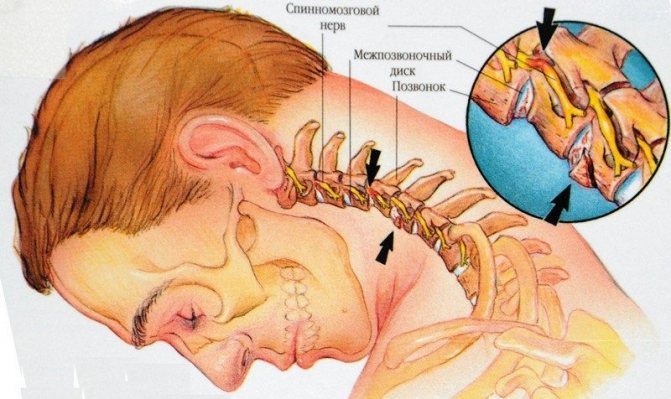 Спинномозговой
нерв
Межпозвоночный
диск
Позвонок